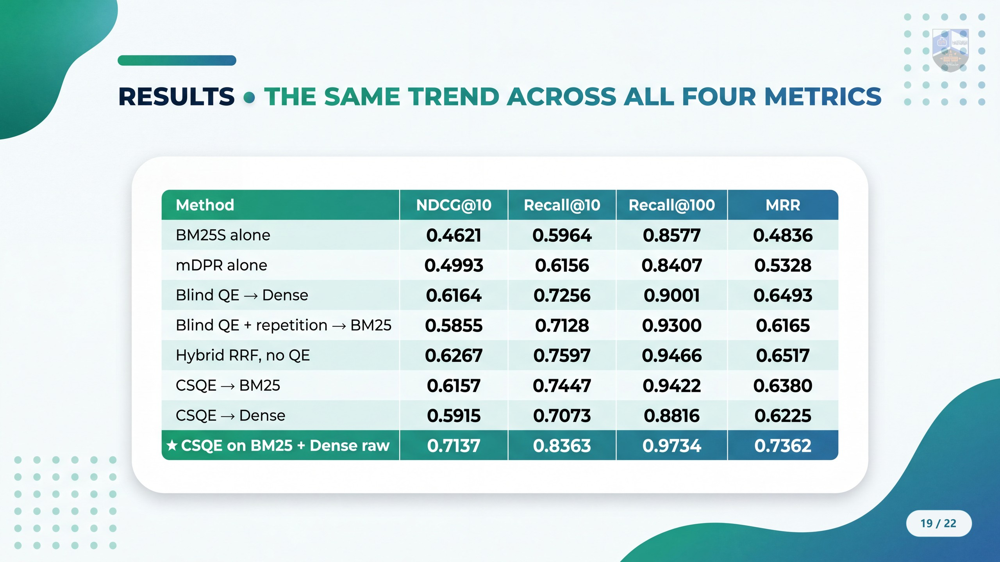 RESULTS • THE SAME TREND ACROSS ALL FOUR METRICS
Method NDCG@10 Recall@10 Recall@100 MRR
BM25S alone 0.4621 0.5964 0.8577 0.4836
mDPR alone 0.4993 0.6156 0.8407 0.5328
Blind QE → Dense 0.6164 0.7256 0.9001 0.6493
Blind QE + repetition → BM25 0.5855 0.7128 0.9300 0.6165
Hybrid RRF, no QE 0.6267 0.7597 0.9466 0.6517
CSQE → BM25 0.6157 0.7447 0.9422 0.6380
CSQE → Dense 0.5915 0.7073 0.8816 0.6225
★ CSQE on BM25 + Dense raw 0.7137 0.8363 0.9734 0.7362
19 / 22